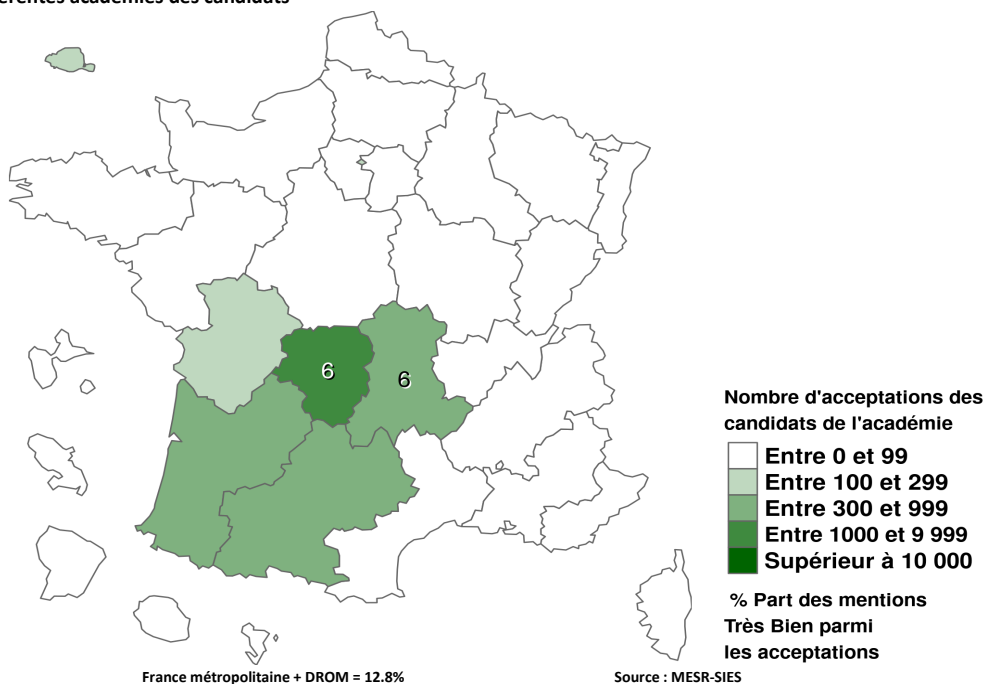 académies des candidats
6
6
Nombre d'acceptations des
candidats de l'académie
Entre 0 et 99
Entre 100 et 299
Entre 300 et 999
Entre 1000 et 9 999
Supérieur à 10 000
% Part des mentions
Très Bien parmi
les acceptations
France métropolitaine + DROM = 12.8%
Source : MESR-SIES